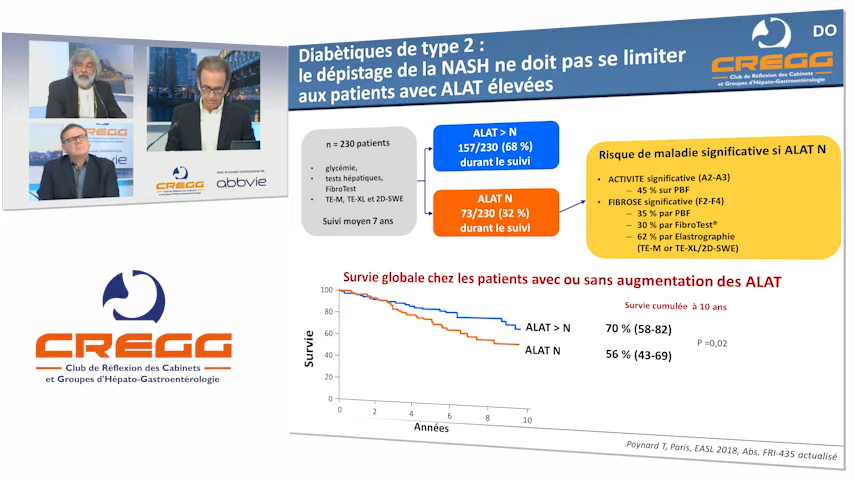 Diabètiques de type 2 :
le dépistage de la NASH ne doit pas se limiter
aux patients avec ALAT élevées
DO
CREGG
Club de Réflexion des Cabinets
et Groupes d'Hépato-Gastroentérologie
CREGG
abbvie
CREGG
abbvie
n = 230 patients
• glycémie,
• tests hépatiques,
FibroTest
• TE-M, TE-XL et 2D-SWE
Suivi moyen 7 ans
ALAT > N
157/230 (68 %)
durant le suivi
ALAT N
73/230 (32 %)
durant le suivi
Risque de maladie significative si ALAT N
• ACTIVITE significative (A2-A3)
– 45 % sur PBF
• FIBROSE significative (F2-F4)
– 35 % par PBF
– 30 % par FibroTest®
– 62 % par Elastrographie
(TE-M or TE-XL/2D-SWE)
Survie globale chez les patients avec ou sans augmentation des ALAT
Survie cumulée à 10 ans
Survie
100
80
60
40
20
0
0 2 4 6 8 10
Années
ALAT > N
70 % (58-82)
P =0,02
ALAT N
56 % (43-69)
Poynard T, Paris, EASL 2018, Abs. FRI-435 actualisé
CREGG
Club de Réflexion des Cabinets
et Groupes d'Hépato-Gastroentérologie